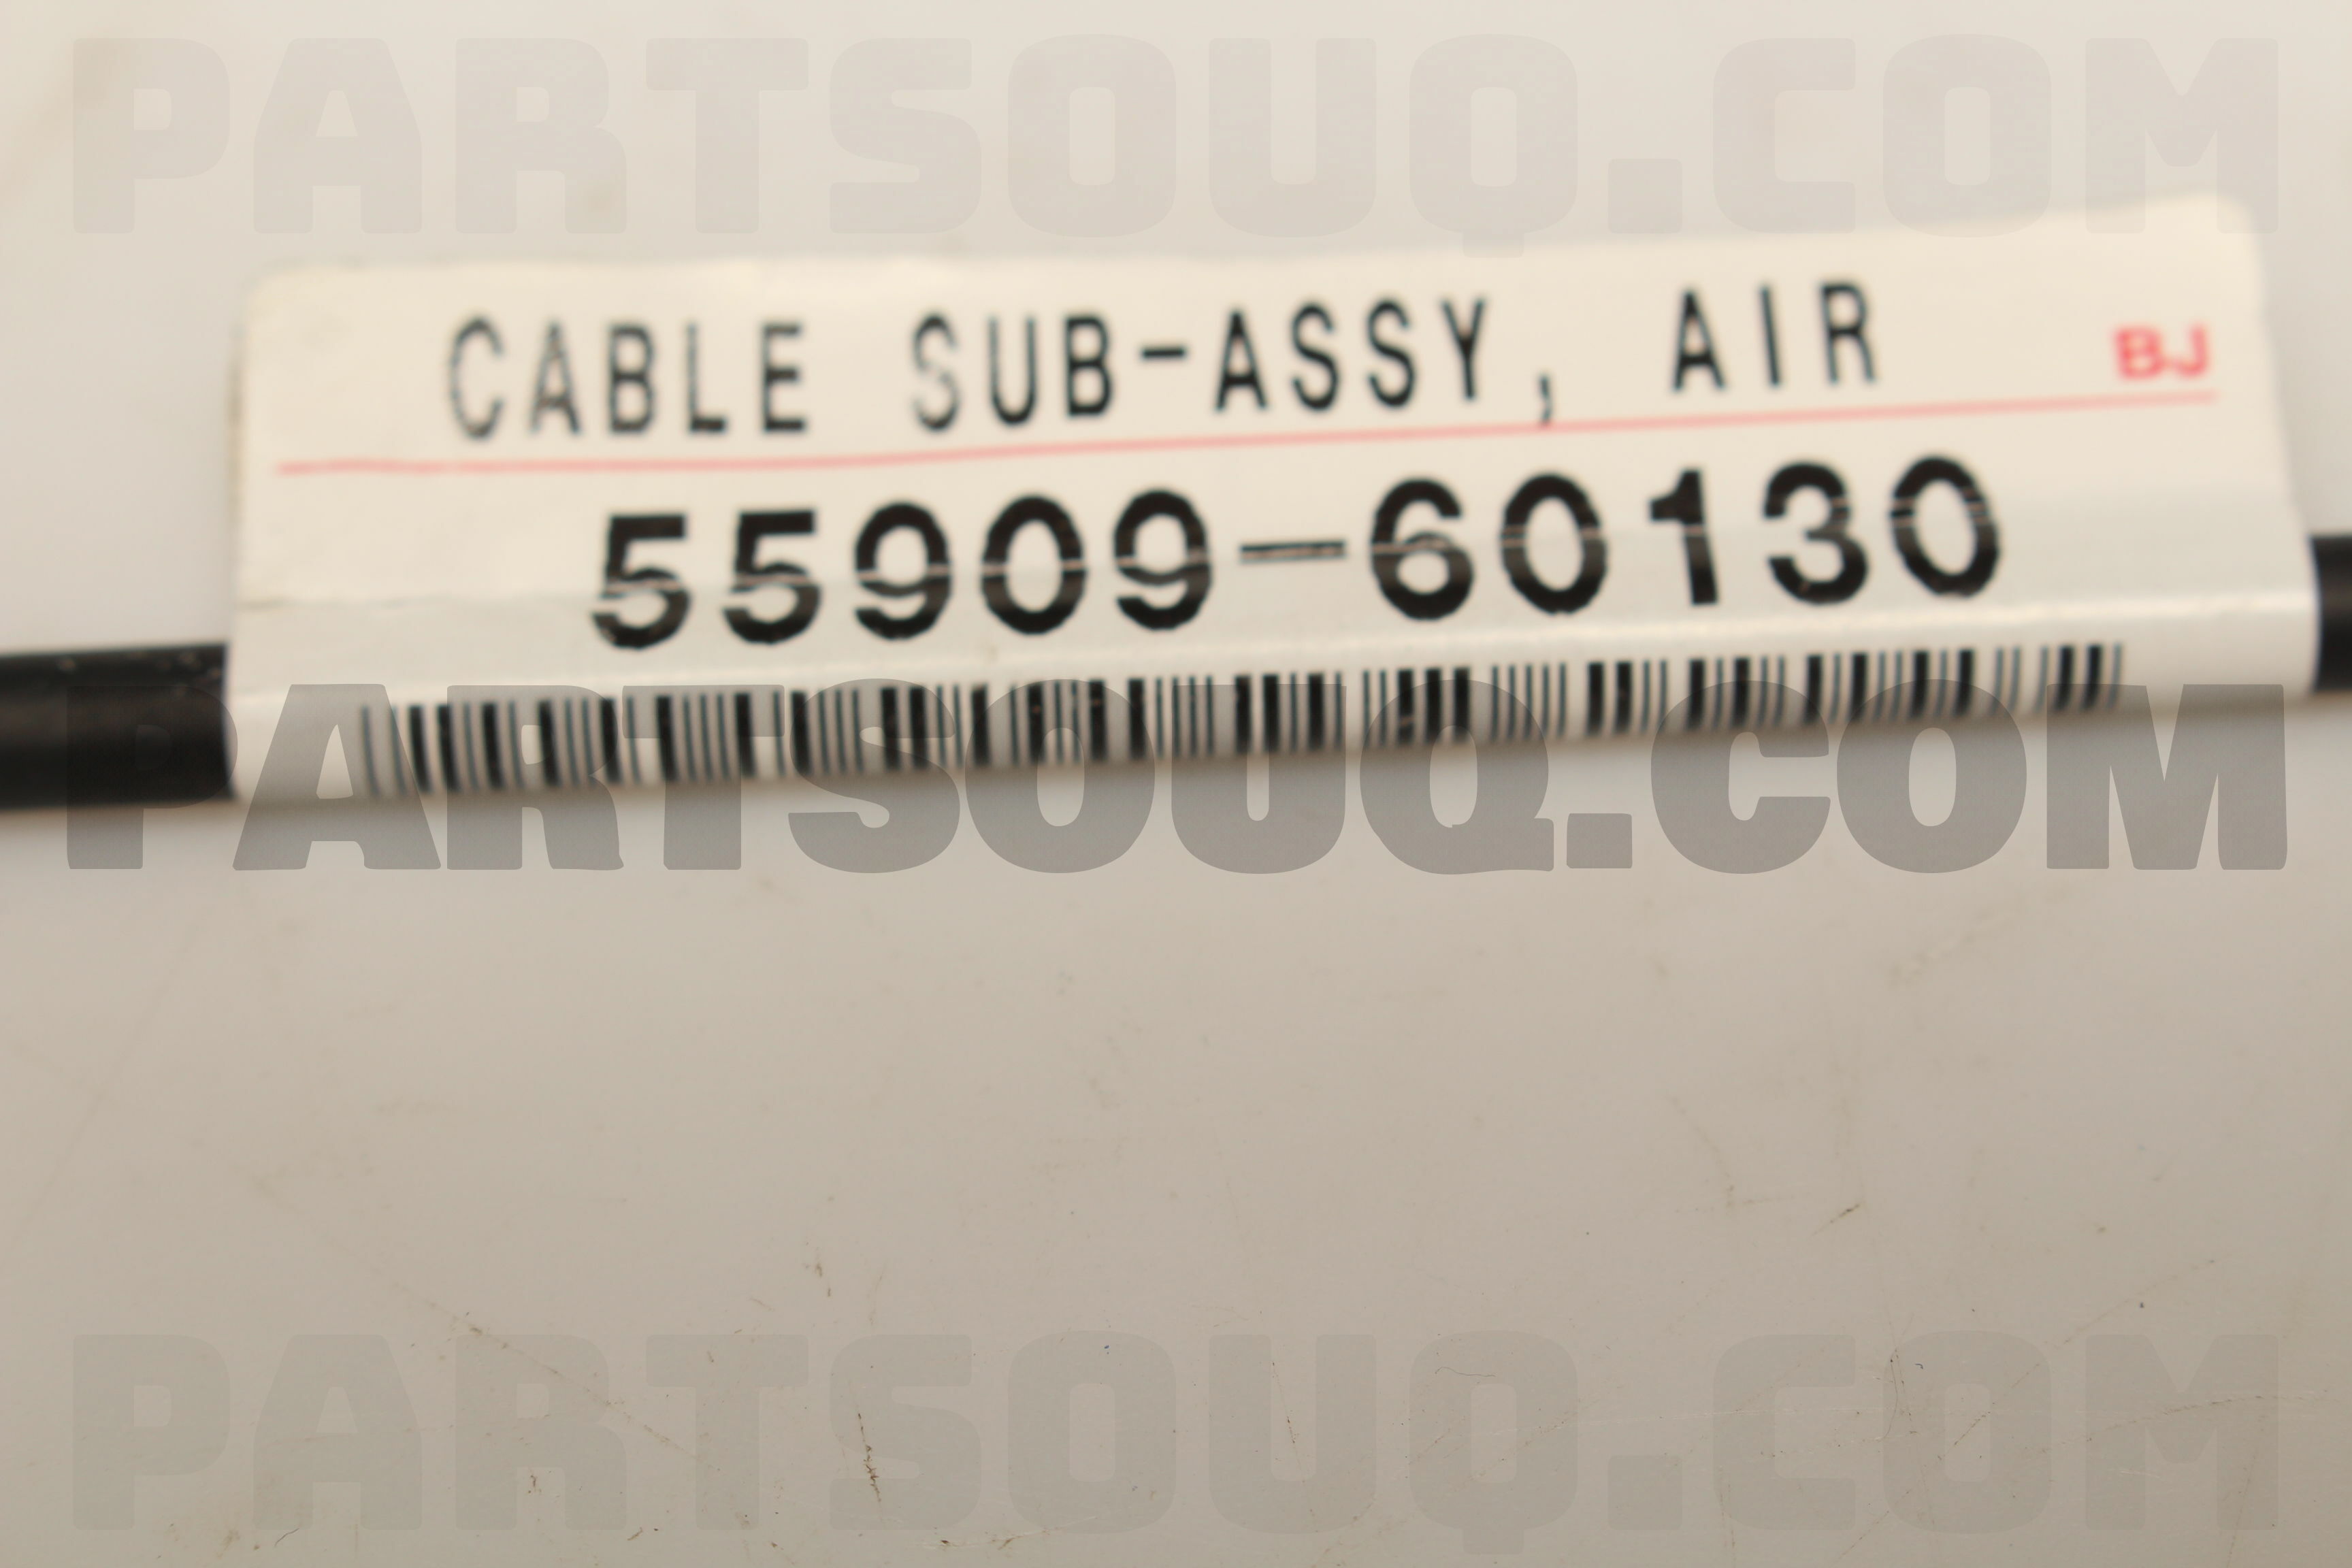 PARTSOUQ.COM
CABLE SUB-ASSY, AIR
BJ
55909-60130
PARTSOUQ.COM
PARTSOUQ.COM